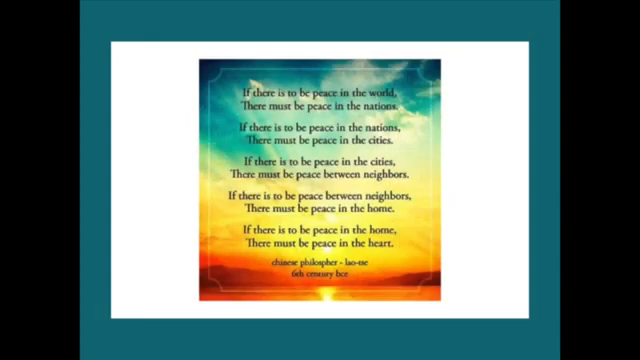 If there is to be peace in the world,
There must be peace in the nations.
If there is to be peace in the nations,
There must be peace in the cities.
If there is to be peace in the cities,
There must be peace between neighbors.
If there is to be peace between neighbors,
There must be peace in the home.
If there is to be peace in the home,
There must be peace in the heart.
chinese philospher - lao-tse
6th century bce